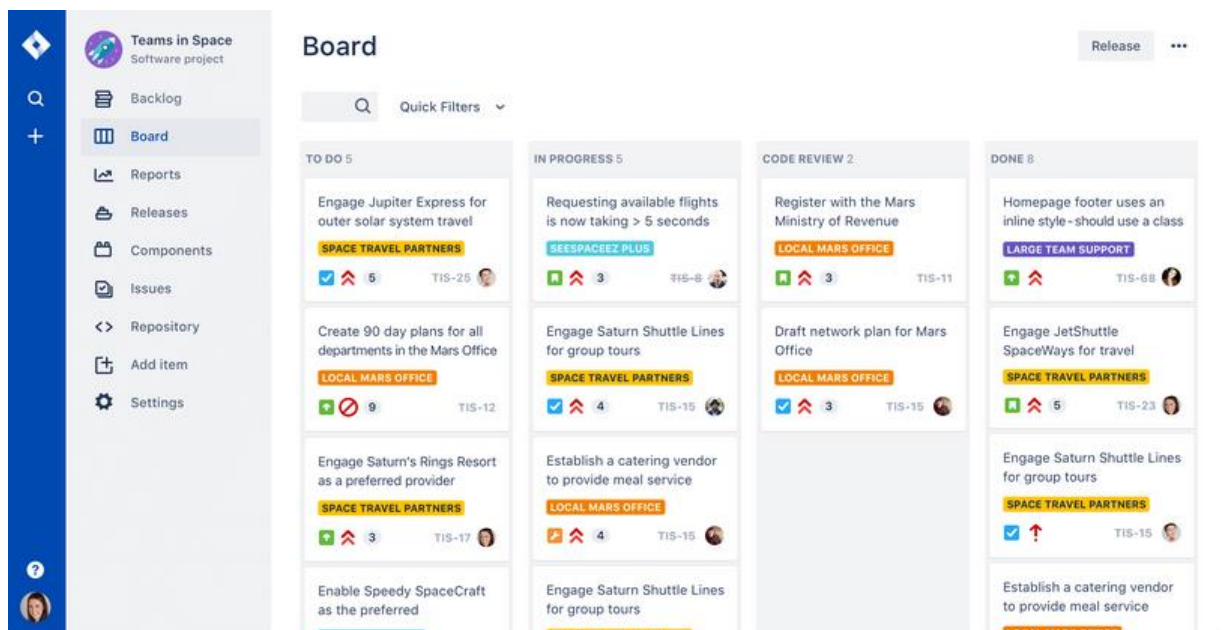 Teams in Space
Software project
Backlog
Board
Reports
Releases
Components
Issues
Repository
Add item
Settings
Board
Release
Quick Filters
TO DO 5
Engage Jupiter Express for
outer solar system travel
SPACE TRAVEL PARTNERS
5 TIS-25
Create 90 day plans for all
departments in the Mars Office
LOCAL MARS OFFICE
9 TIS-12
Engage Saturn's Rings Resort
as a preferred provider
SPACE TRAVEL PARTNERS
3 TIS-17
Enable Speedy SpaceCraft
as the preferred
IN PROGRESS 5
Requesting available flights
is now taking > 5 seconds
SEESPACEEZ PLUS
3 TIS-8
Engage Saturn Shuttle Lines
for group tours
SPACE TRAVEL PARTNERS
4 TIS-15
Establish a catering vendor
to provide meal service
LOCAL MARS OFFICE
4 TIS-15
Engage Saturn Shuttle Lines
for group tours
CODE REVIEW 2
Register with the Mars
Ministry of Revenue
LOCAL MARS OFFICE
3 TIS-11
Draft network plan for Mars
Office
LOCAL MARS OFFICE
3 TIS-15
DONE 8
Homepage footer uses an
inline style-should use a class
LARGE TEAM SUPPORT
TIS-68
Engage JetShuttle
SpaceWays for travel
SPACE TRAVEL PARTNERS
5 TIS-23
Engage Saturn Shuttle Lines
for group tours
SPACE TRAVEL PARTNERS
TIS-15
Establish a catering vendor
to provide meal service
?